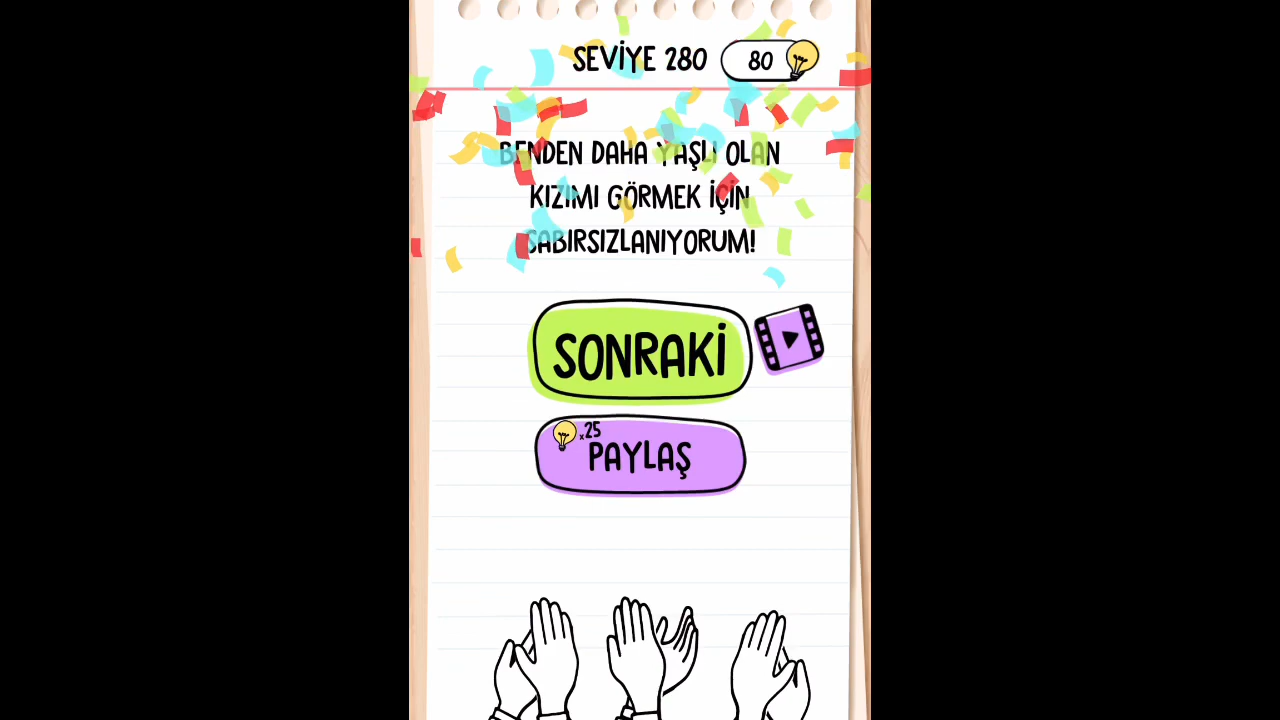 SEVİYE 280
80
BENDEN DAHA YAŞLI OLAN
KIZIMI GÖRMEK İÇİN
SABIRSIZLANIYORUM!
SONRAKİ
x25
PAYLAŞ